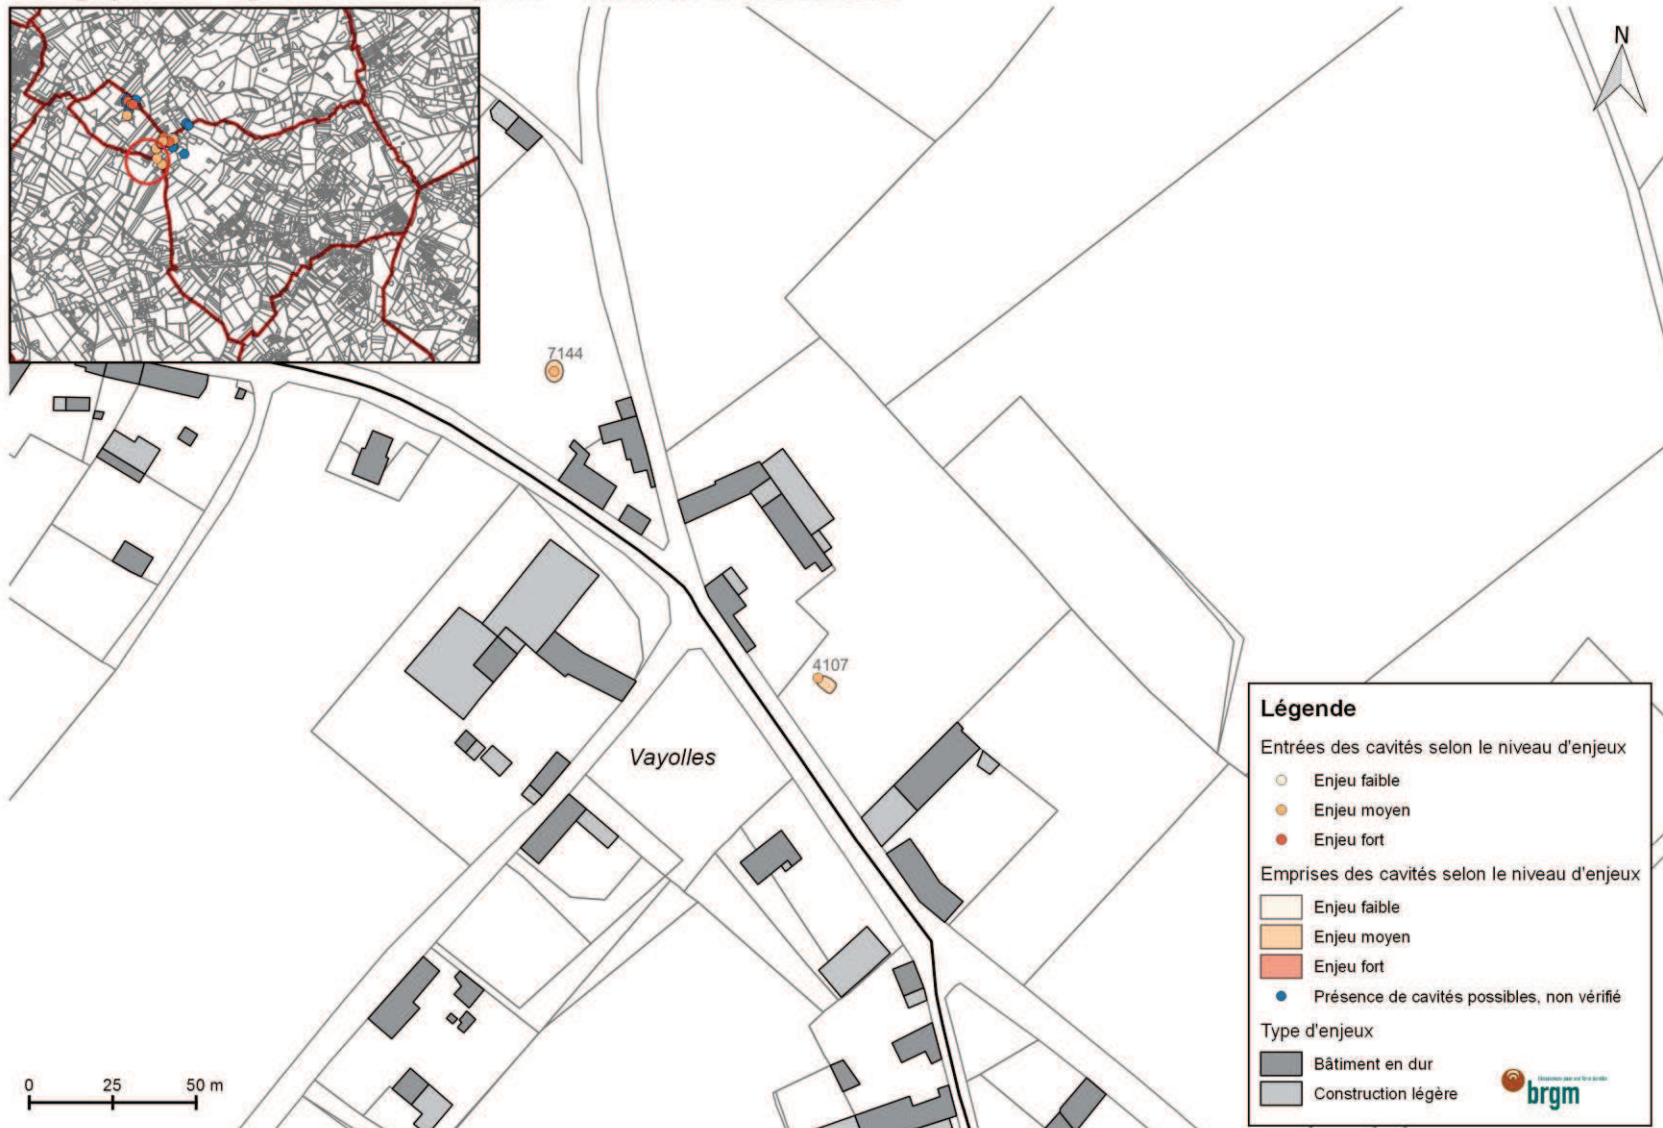 N
7144
4107
Vayolles
Légende
Entrées des cavités selon le niveau d'enjeux
Enjeu faible
Enjeu moyen
Enjeu fort
Emprises des cavités selon le niveau d'enjeux
Enjeu faible
Enjeu moyen
Enjeu fort
Présence de cavités possibles, non vérifié
Type d'enjeux
Bâtiment en dur
Construction légère
brgm
0 25 50 m